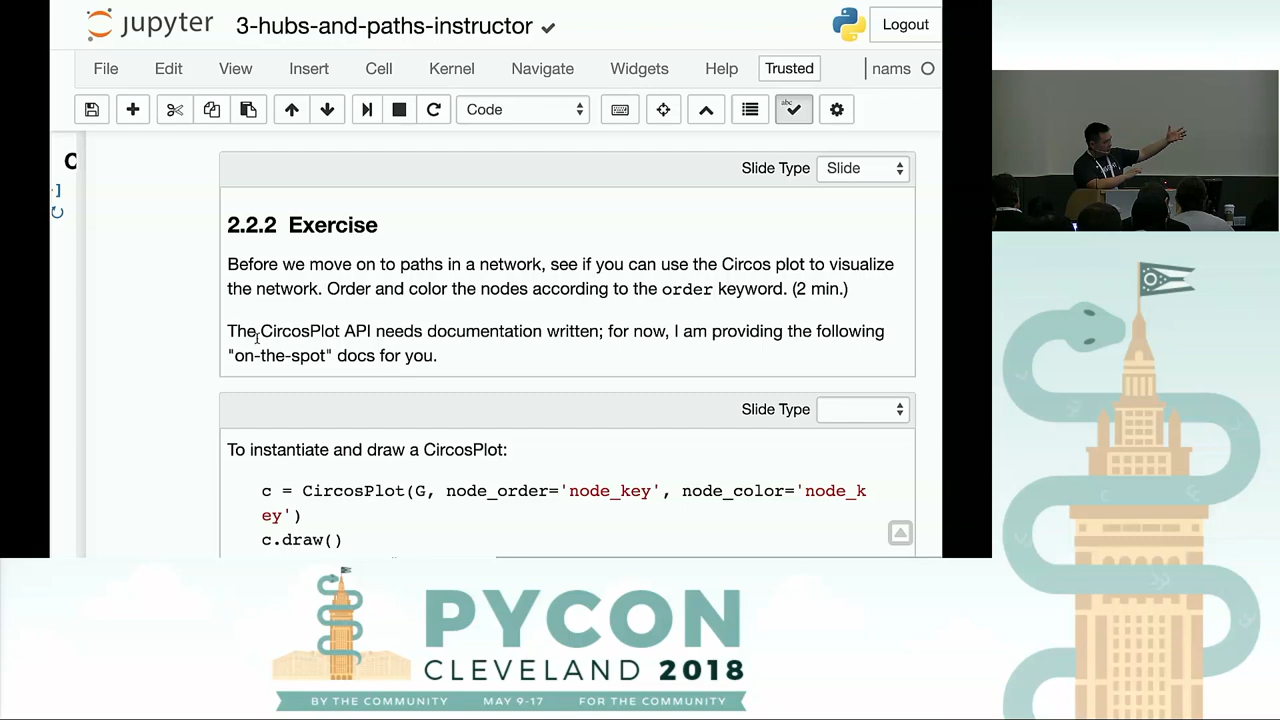 jupyter 3-hubs-and-paths-instructor Logout
File Edit View Insert Cell Kernel Navigate Widgets Help Trusted nams
Code
Slide Type Slide
2.2.2 Exercise
Before we move on to paths in a network, see if you can use the Circos plot to visualize
the network. Order and color the nodes according to the order keyword. (2 min.)
The CircosPlot API needs documentation written; for now, I am providing the following
"on-the-spot" docs for you.
Slide Type
To instantiate and draw a CircosPlot:
c = CircosPlot(G, node_order='node_key', node_color='node_k
ey')
c.draw()
PYCON
CLEVELAND 2018
BY THE COMMUNITY MAY 9-17 FOR THE COMMUNITY